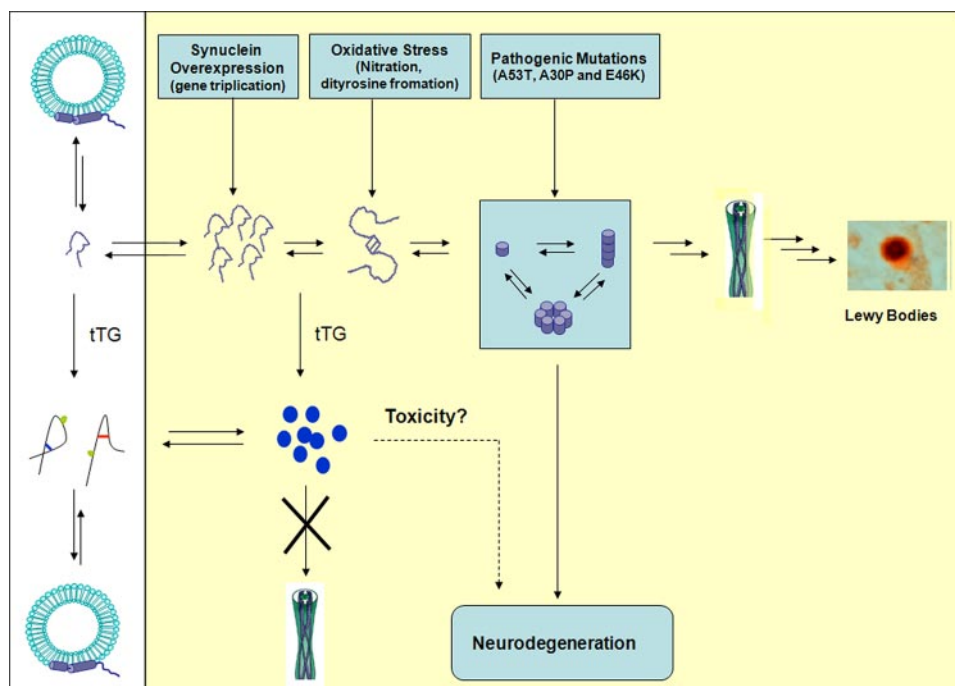 Synuclein
Overexpression
(gene triplication)
Oxidative Stress
(Nitration,
dityrosine fromation)
Pathogenic Mutations
(A53T, A30P and E46K)
Lewy Bodies
tTG
tTG
Toxicity?
Neurodegeneration